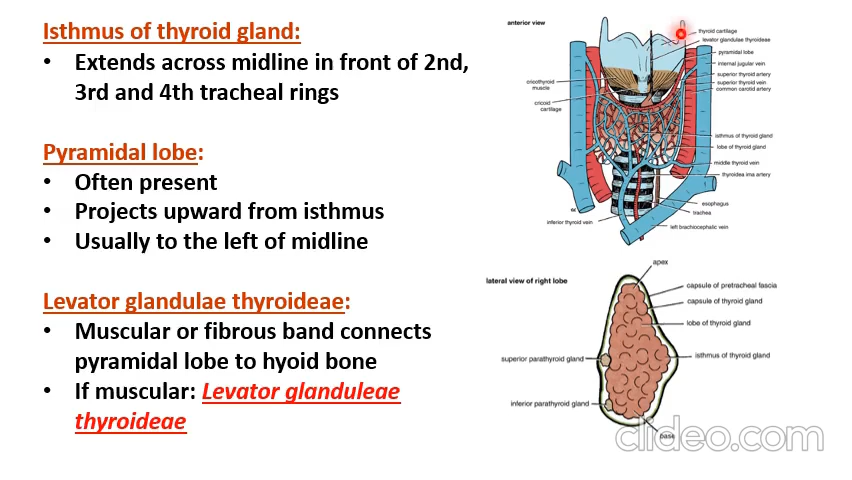 Isthmus of thyroid gland:
• Extends across midline in front of 2nd,
3rd and 4th tracheal rings
Pyramidal lobe:
• Often present
• Projects upward from isthmus
• Usually to the left of midline
Levator glandulae thyroideae:
• Muscular or fibrous band connects
pyramidal lobe to hyoid bone
• If muscular: Levator glanduleae
thyroideae
anterior view
thyroid cartilage
levator glandulae thyroideae
pyramidal lobe
internal jugular vein
superior thyroid artery
superior thyroid vein
common carotid artery
cricothyroid
muscle
cricoid
cartilage
isthmus of thyroid gland
lobe of thyroid gland
middle thyroid vein
thyroidea ima artery
esophagus
trachea
inferior thyroid vein
left brachiocephalic vein
lateral view of right lobe
apex
capsule of pretracheal fascia
capsule of thyroid gland
lobe of thyroid gland
superior parathyroid gland
isthmus of thyroid gland
inferior parathyroid gland
base
clideo.com